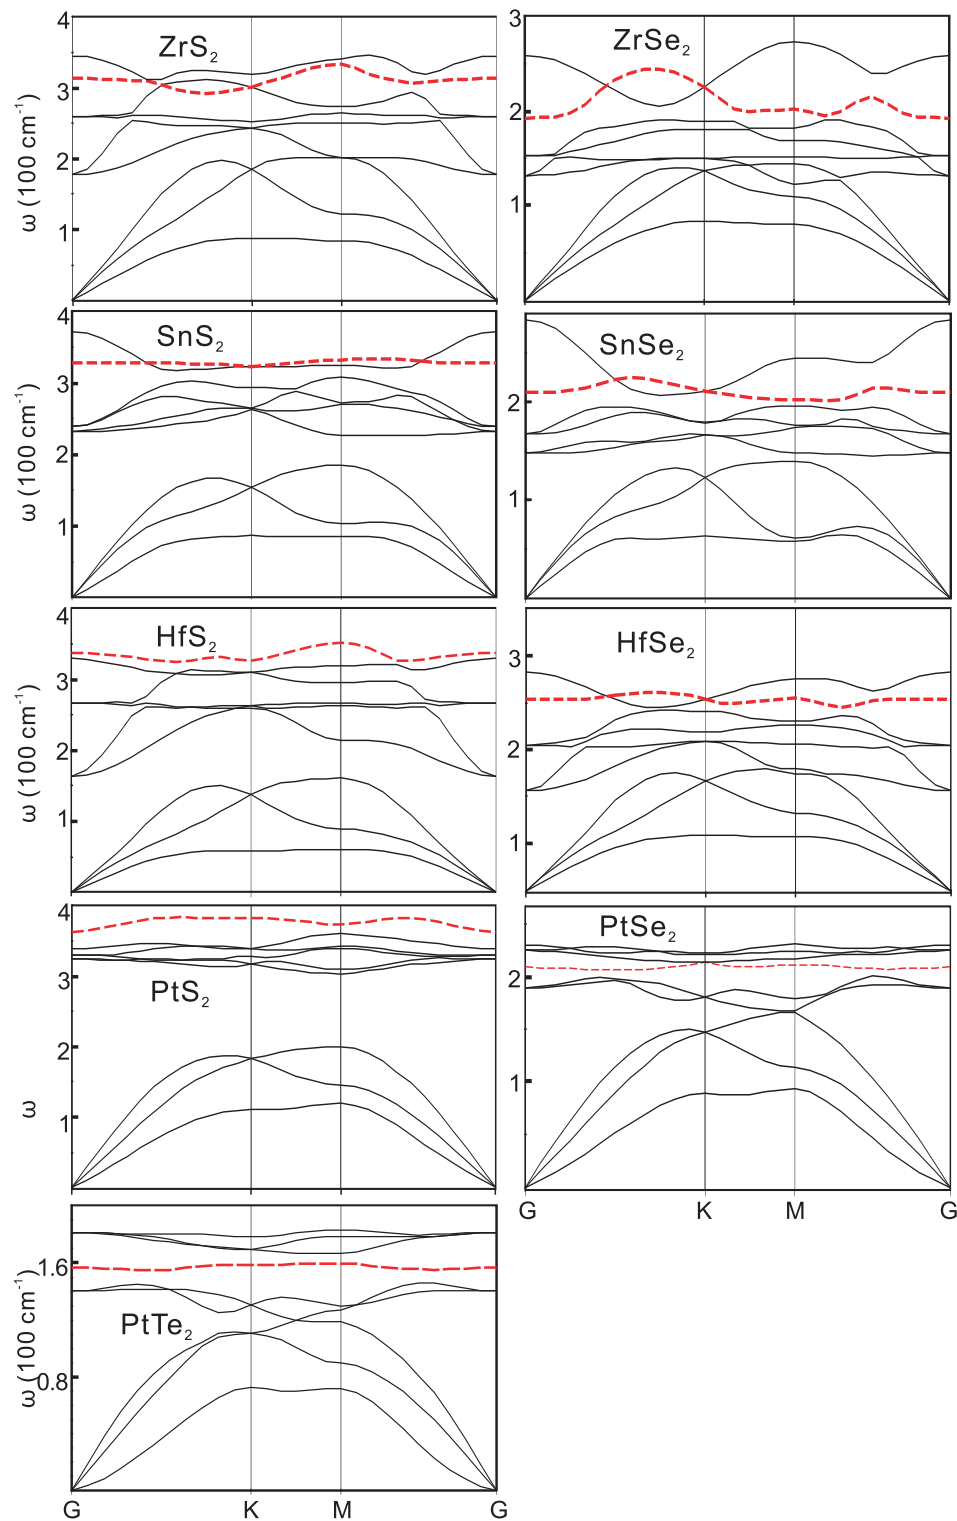 ZrS2
4
3
2
1
ω (100 cm-1)
ZrSe2
3
2
1
SnS2
4
3
2
1
ω (100 cm-1)
SnSe2
2
1
HfS2
4
3
2
1
ω (100 cm-1)
HfSe2
3
2
1
PtS2
4
3
2
1
ω
PtSe2
2
1
G K M G
PtTe2
1.6
0.8
ω (100 cm-1)
G K M G